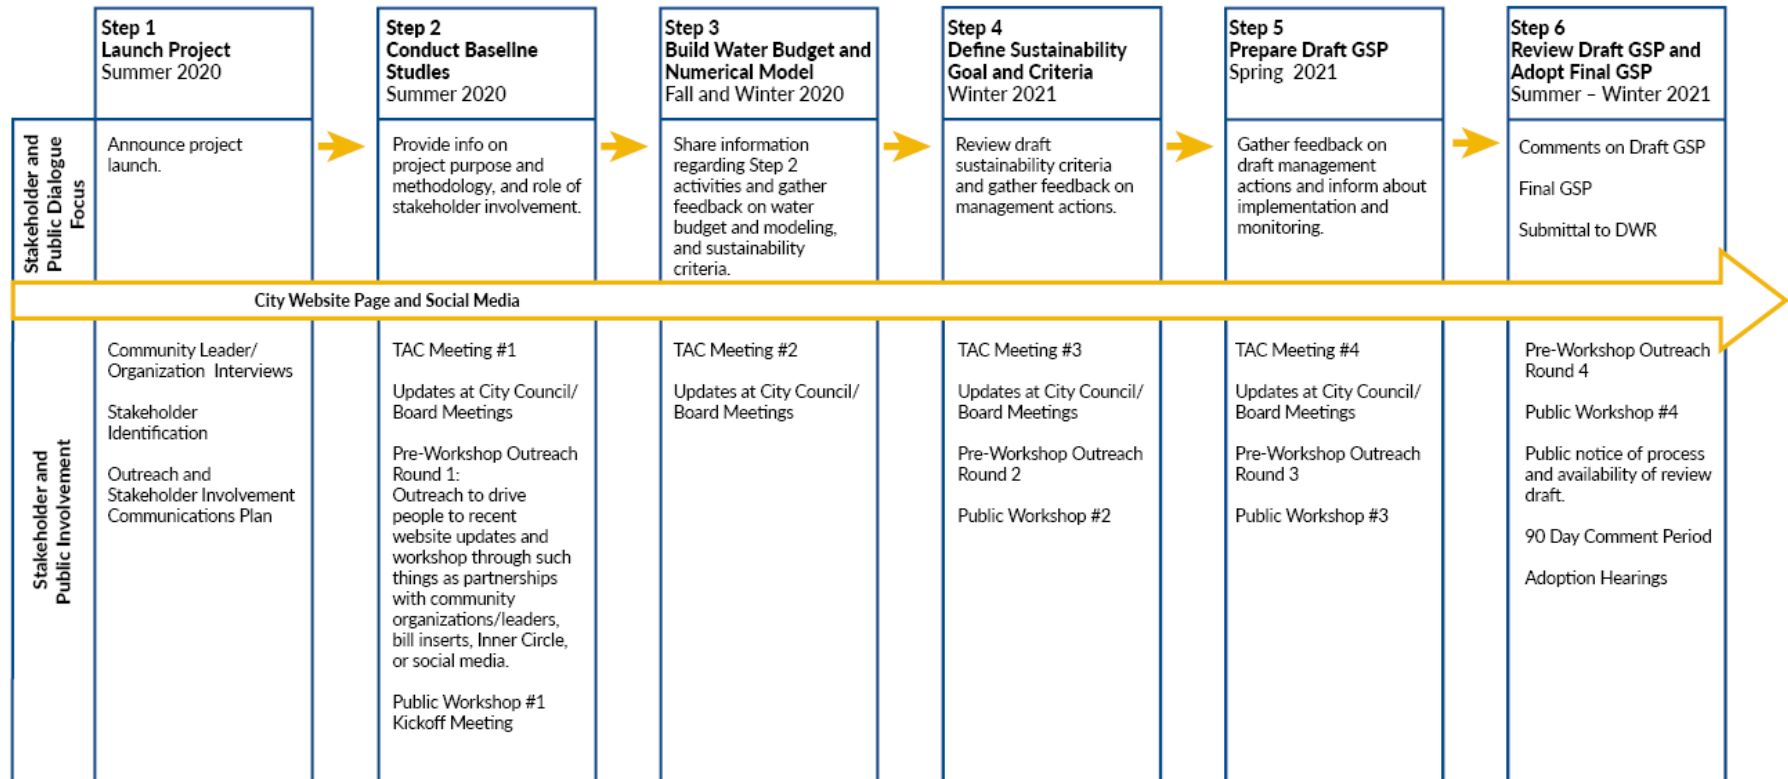 Step 1
Launch Project
Summer 2020
Step 2
Conduct Baseline
Studies
Summer 2020
Step 3
Build Water Budget and
Numerical Model
Fall and Winter 2020
Step 4
Define Sustainability
Goal and Criteria
Winter 2021
Step 5
Prepare Draft GSP
Spring 2021
Step 6
Review Draft GSP and
Adopt Final GSP
Summer – Winter 2021
Stakeholder and
Public Dialogue
Focus
Announce project
launch.
Provide info on
project purpose and
methodology, and role of
stakeholder involvement.
Share information
regarding Step 2
activities and gather
feedback on water
budget and modeling,
and sustainability
criteria.
Review draft
sustainability criteria
and gather feedback on
management actions.
Gather feedback on
draft management
actions and inform about
implementation and
monitoring.
Comments on Draft GSP
Final GSP
Submittal to DWR
City Website Page and Social Media
Stakeholder and
Public Involvement
Community Leader/
Organization Interviews
Stakeholder
Identification
Outreach and
Stakeholder Involvement
Communications Plan
TAC Meeting #1
Updates at City Council/
Board Meetings
Pre-Workshop Outreach
Round 1:
Outreach to drive
people to recent
website updates and
workshop through such
things as partnerships
with community
organizations/leaders,
bill inserts, Inner Circle,
or social media.
Public Workshop #1
Kickoff Meeting
TAC Meeting #2
Updates at City Council/
Board Meetings
TAC Meeting #3
Updates at City Council/
Board Meetings
Pre-Workshop Outreach
Round 2
Public Workshop #2
TAC Meeting #4
Updates at City Council/
Board Meetings
Pre-Workshop Outreach
Round 3
Public Workshop #3
Pre-Workshop Outreach
Round 4
Public Workshop #4
Public notice of process
and availability of review
draft.
90 Day Comment Period
Adoption Hearings